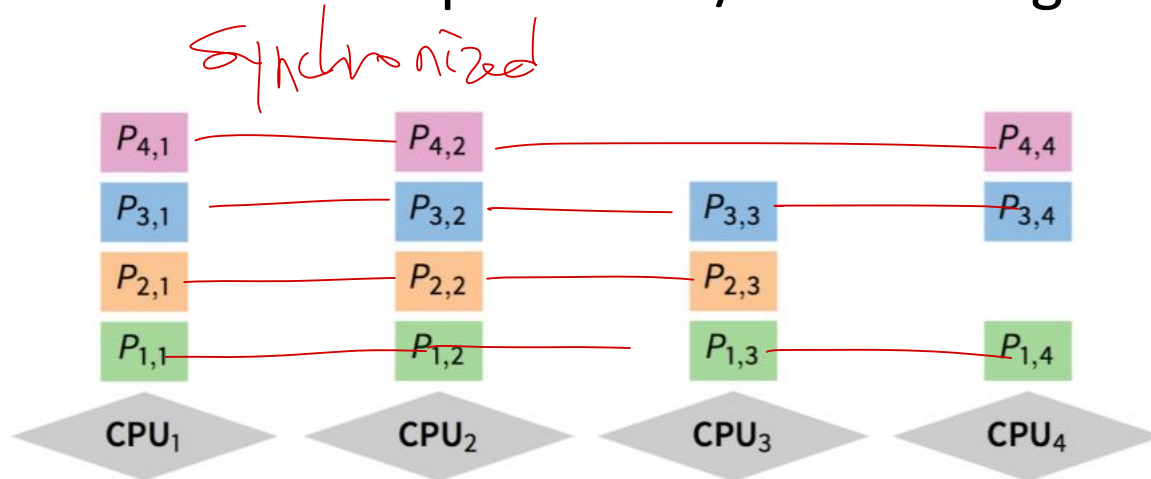 Synchronized
P4,1 P4,2 P4,4
P3,1 P3,2 P3,3 P3,4
P2,1 P2,2 P2,3
P1,1 P1,2 P1,3 P1,4
CPU1 CPU2 CPU3 CPU4